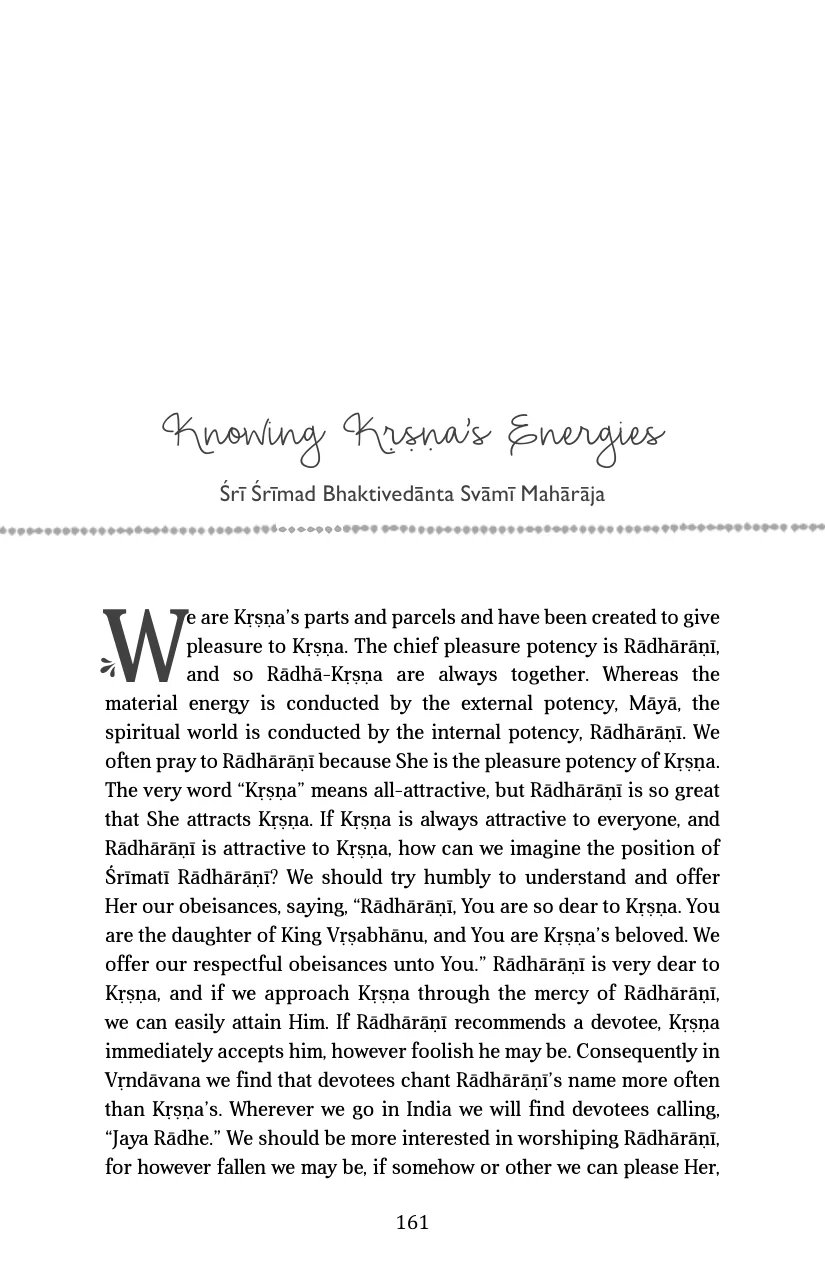 Knowing Kṛṣṇa's Energies
Śrī Śrīmad Bhaktivedānta Svāmī Mahārāja
We are Kṛṣṇa’s parts and parcels and have been created to give
pleasure to Kṛṣṇa. The chief pleasure potency is Rādhārāṇī,
and so Rādhā-Kṛṣṇa are always together. Whereas the
material energy is conducted by the external potency, Māyā, the
spiritual world is conducted by the internal potency, Rādhārāṇī. We
often pray to Rādhārāṇī because She is the pleasure potency of Kṛṣṇa.
The very word “Kṛṣṇa” means all-attractive, but Rādhārāṇī is so great
that She attracts Kṛṣṇa. If Kṛṣṇa is always attractive to everyone, and
Rādhārāṇī is attractive to Kṛṣṇa, how can we imagine the position of
Śrīmatī Rādhārāṇī? We should try humbly to understand and offer
Her our obeisances, saying, “Rādhārāṇī, You are so dear to Kṛṣṇa. You
are the daughter of King Vṛṣabhānu, and You are Kṛṣṇa’s beloved. We
offer our respectful obeisances unto You.” Rādhārāṇī is very dear to
Kṛṣṇa, and if we approach Kṛṣṇa through the mercy of Rādhārāṇī,
we can easily attain Him. If Rādhārāṇī recommends a devotee, Kṛṣṇa
immediately accepts him, however foolish he may be. Consequently in
Vṛndāvana we find that devotees chant Rādhārāṇī’s name more often
than Kṛṣṇa’s. Wherever we go in India we will find devotees calling,
“Jaya Rādhe.” We should be more interested in worshiping Rādhārāṇī,
for however fallen we may be, if somehow or other we can please Her,
161